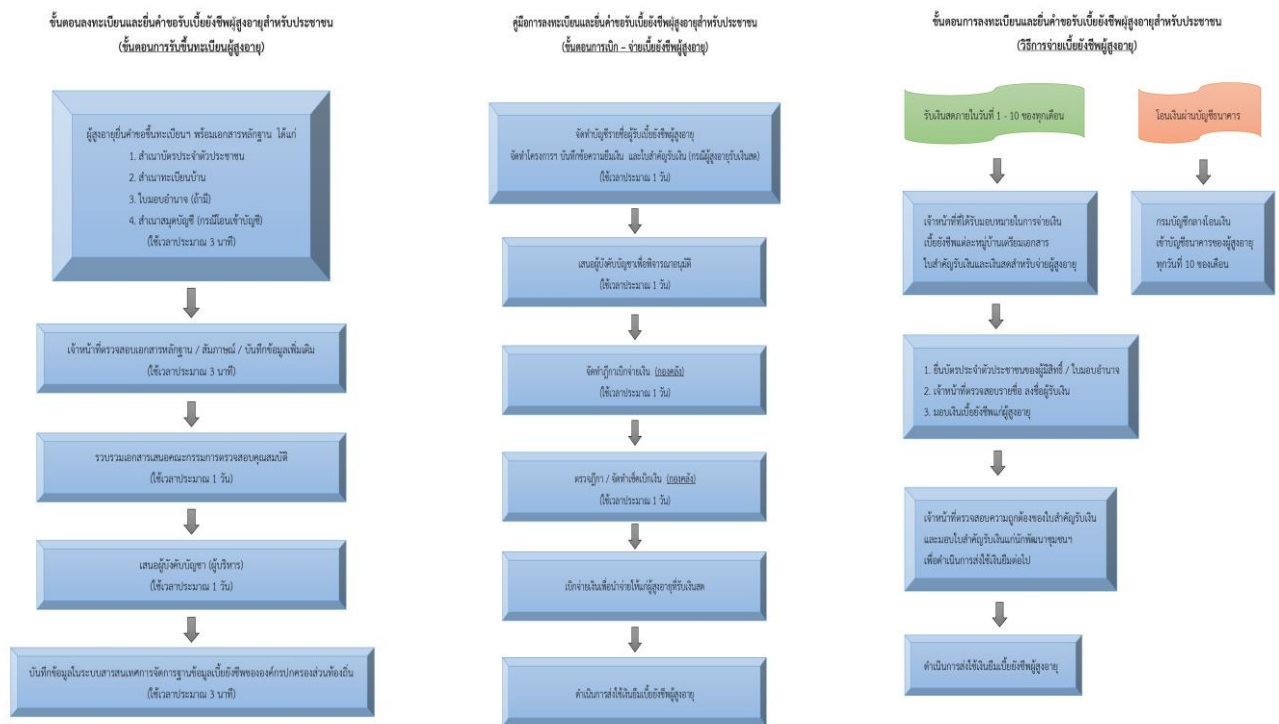 ขั้นตอนลงทะเบียนและยื่นคำขอรับเบี้ยยังชีพผู้สูงอายุสำหรับประชาชน
(ขั้นตอนการรับขึ้นทะเบียนผู้สูงอายุ)
ผู้สูงอายุยื่นคำขอขึ้นทะเบียนฯ พร้อมเอกสารหลักฐาน ได้แก่
1. สำเนาบัตรประจำตัวประชาชน
2. สำเนาทะเบียนบ้าน
3. ใบมอบอำนาจ (ถ้ามี)
4. สำเนาสมุดบัญชี (กรณีโอนเข้าบัญชี)
(ใช้เวลาประมาณ 3 นาที)
เจ้าหน้าที่ตรวจสอบเอกสารหลักฐาน / สัมภาษณ์ / บันทึกข้อมูลเพิ่มเติม
(ใช้เวลาประมาณ 3 นาที)
รวบรวมเอกสารเสนอคณะกรรมการตรวจสอบคุณสมบัติ
(ใช้เวลาประมาณ 1 วัน)
เสนอผู้บังคับบัญชา (ผู้บริหาร)
(ใช้เวลาประมาณ 1 วัน)
บันทึกข้อมูลในระบบสารสนเทศการจัดการฐานข้อมูลเบี้ยยังชีพขององค์กรปกครองส่วนท้องถิ่น
(ใช้เวลาประมาณ 3 นาที)
คู่มือการลงทะเบียนและยื่นคำขอรับเบี้ยยังชีพผู้สูงอายุสำหรับประชาชน
(ขั้นตอนการเบิก – จ่ายเบี้ยยังชีพผู้สูงอายุ)
จัดทำบัญชีรายชื่อผู้รับเบี้ยยังชีพผู้สูงอายุ
จัดทำโครงการฯ บันทึกข้อความยืมเงิน และใบสำคัญรับเงิน (กรณีผู้สูงอายุรับเงินสด)
(ใช้เวลาประมาณ 1 วัน)
เสนอผู้บังคับบัญชาเพื่อพิจารณาอนุมัติ
(ใช้เวลาประมาณ 1 วัน)
จัดทำฎีกาเบิกจ่ายเงิน (กองคลัง)
(ใช้เวลาประมาณ 1 วัน)
ตรวจฎีกา / จัดทำเช็คเบิกเงิน (กองคลัง)
(ใช้เวลาประมาณ 1 วัน)
เบิกจ่ายเงินเพื่อนำจ่ายให้แก่ผู้สูงอายุที่รับเงินสด
ดำเนินการส่งใช้เงินยืมเบี้ยยังชีพผู้สูงอายุ
ขั้นตอนการลงทะเบียนและยื่นคำขอรับเบี้ยยังชีพผู้สูงอายุสำหรับประชาชน
(วิธีการจ่ายเบี้ยยังชีพผู้สูงอายุ)
รับเงินสดภายในวันที่ 1 - 10 ของทุกเดือน
โอนเงินผ่านบัญชีธนาคาร
เจ้าหน้าที่ที่ได้รับมอบหมายในการจ่ายเงิน
เบี้ยยังชีพแต่ละหมู่บ้านเตรียมเอกสาร
ใบสำคัญรับเงินและเงินสดสำหรับจ่ายผู้สูงอายุ
กรมบัญชีกลางโอนเงิน
เข้าบัญชีธนาคารของผู้สูงอายุ
ทุกวันที่ 10 ของเดือน
1. ยื่นบัตรประจำตัวประชาชนของผู้มีสิทธิ์ / ใบมอบอำนาจ
2. เจ้าหน้าที่ตรวจสอบรายชื่อ ลงชื่อผู้รับเงิน
3. มอบเงินเบี้ยยังชีพแก่ผู้สูงอายุ
เจ้าหน้าที่ตรวจสอบความถูกต้องของใบสำคัญรับเงิน
และมอบใบสำคัญรับเงินแก่นักพัฒนาชุมชนฯ
เพื่อดำเนินการส่งใช้เงินยืมต่อไป
ดำเนินการส่งใช้เงินยืมเบี้ยยังชีพผู้สูงอายุ